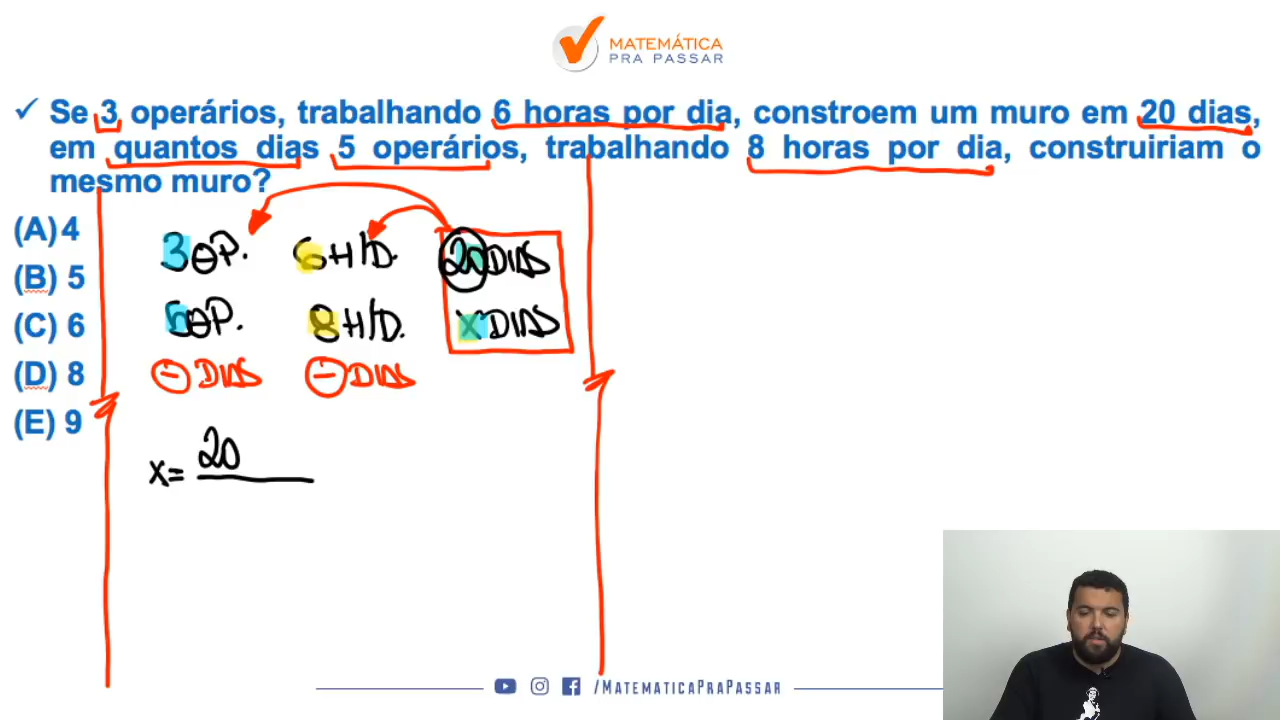 MATEMÁTICA
PRA PASSAR
✓ Se 3 operários, trabalhando 6 horas por dia, constroem um muro em 20 dias,
em quantos dias 5 operários, trabalhando 8 horas por dia, construiriam o
mesmo muro?
(A) 4
(B) 5
(C) 6
(D) 8
(E) 9
3 OP. 6 H/D. 20 DIAS
5 OP. 8 H/D. X DIAS
- DIAS - DIAS
20
X=
/MATEMATICAPRAPASSAR